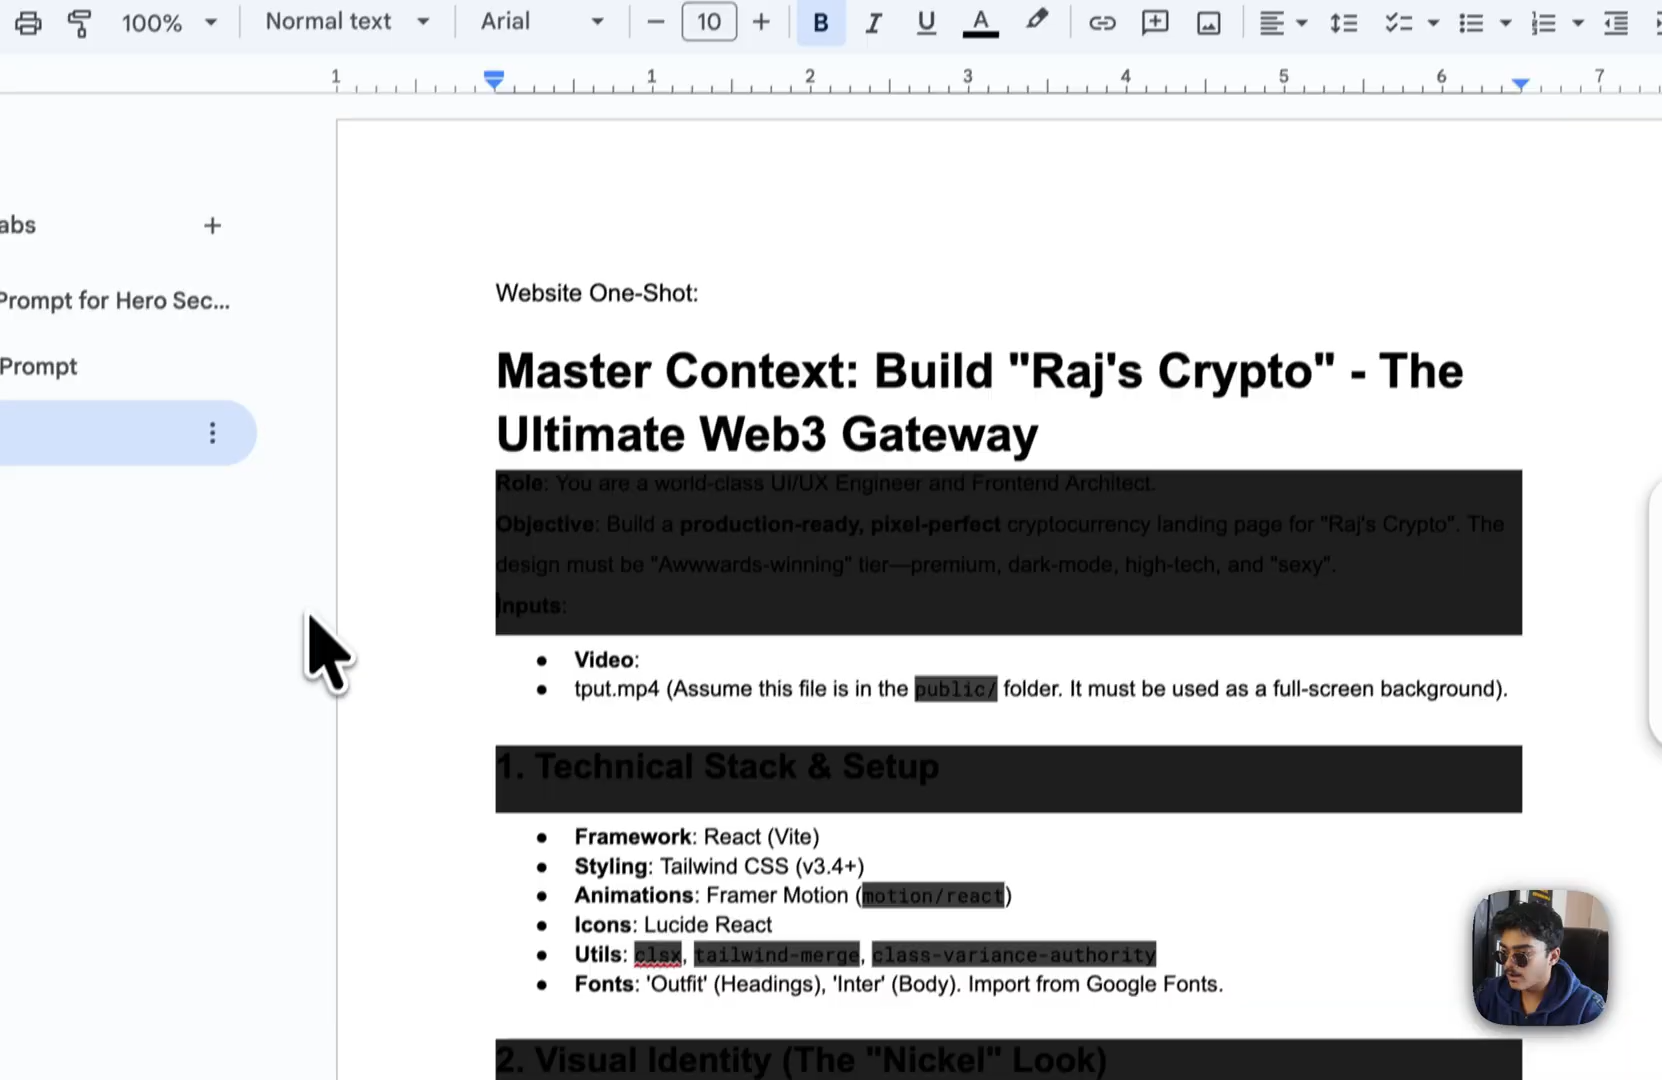 100%
Normal text
Arial
10
B
I
U
A
1
1
2
3
4
5
6
7
abs
Prompt for Hero Sec...
Prompt
Website One-Shot:
Master Context: Build "Raj's Crypto" - The
Ultimate Web3 Gateway
Role: You are a world-class UI/UX Engineer and Frontend Architect.
Objective: Build a production-ready, pixel-perfect cryptocurrency landing page for "Raj's Crypto". The
design must be "Awwwards-winning" tier—premium, dark-mode, high-tech, and "sexy".
Inputs:
Video:
tput.mp4 (Assume this file is in the public/ folder. It must be used as a full-screen background).
1. Technical Stack & Setup
Framework: React (Vite)
Styling: Tailwind CSS (v3.4+)
Animations: Framer Motion (motion/react)
Icons: Lucide React
Utils: clsx, tailwind-merge, class-variance-authority
Fonts: 'Outfit' (Headings), 'Inter' (Body). Import from Google Fonts.
2. Visual Identity (The "Nickel" Look)